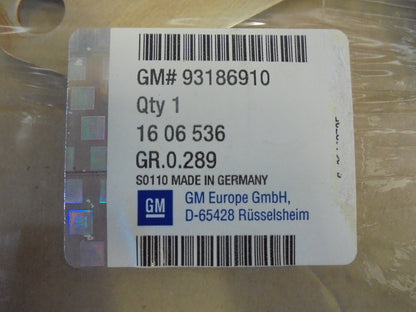 GM# 93186910
Qty 1
16 06 536
GR.0.289
S0110 MADE IN GERMANY
GM
GM Europe GmbH,
D-65428 Rüsselsheim